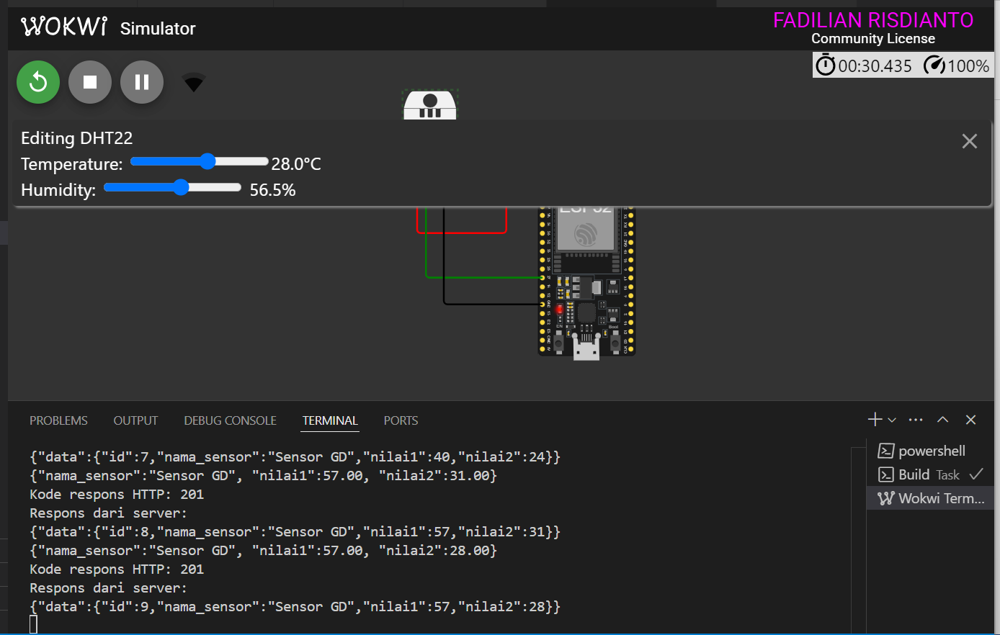 WOKWi Simulator
FADILIAN RISDIANTO
Community License
00:30.435 100%
Editing DHT22
Temperature: 28.0°C
Humidity: 56.5%
ESP32
EN
Boot
PROBLEMS OUTPUT DEBUG CONSOLE TERMINAL PORTS
{"data":{"id":7,"nama_sensor":"Sensor GD","nilai1":40,"nilai2":24}}
{"nama_sensor":"Sensor GD", "nilai1":57.00, "nilai2":31.00}
Kode respons HTTP: 201
Respons dari server:
{"data":{"id":8,"nama_sensor":"Sensor GD","nilai1":57,"nilai2":31}}
{"nama_sensor":"Sensor GD", "nilai1":57.00, "nilai2":28.00}
Kode respons HTTP: 201
Respons dari server:
{"data":{"id":9,"nama_sensor":"Sensor GD","nilai1":57,"nilai2":28}}
powershell
Build Task
Wokwi Term...